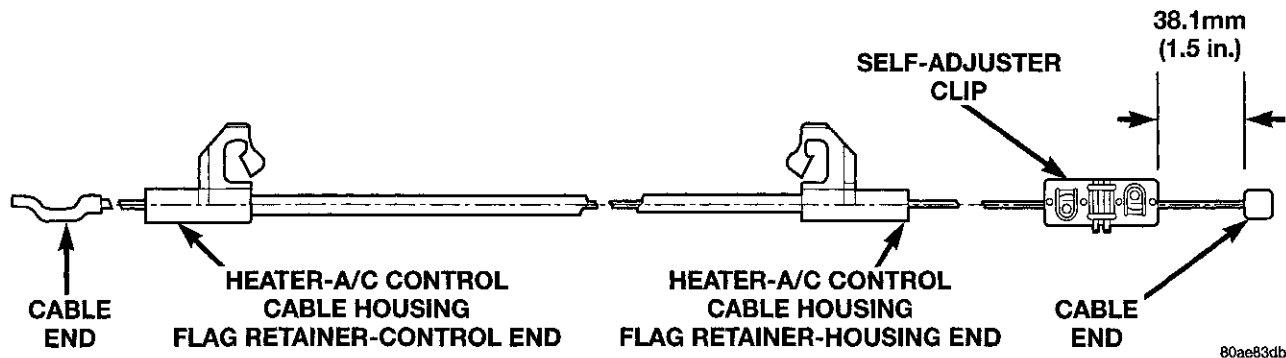 38.1mm
(1.5 in.)
SELF-ADJUSTER
CLIP
CABLE
END
HEATER-A/C CONTROL
CABLE HOUSING
FLAG RETAINER-CONTROL END
HEATER-A/C CONTROL
CABLE HOUSING
FLAG RETAINER-HOUSING END
CABLE
END
80ae83db